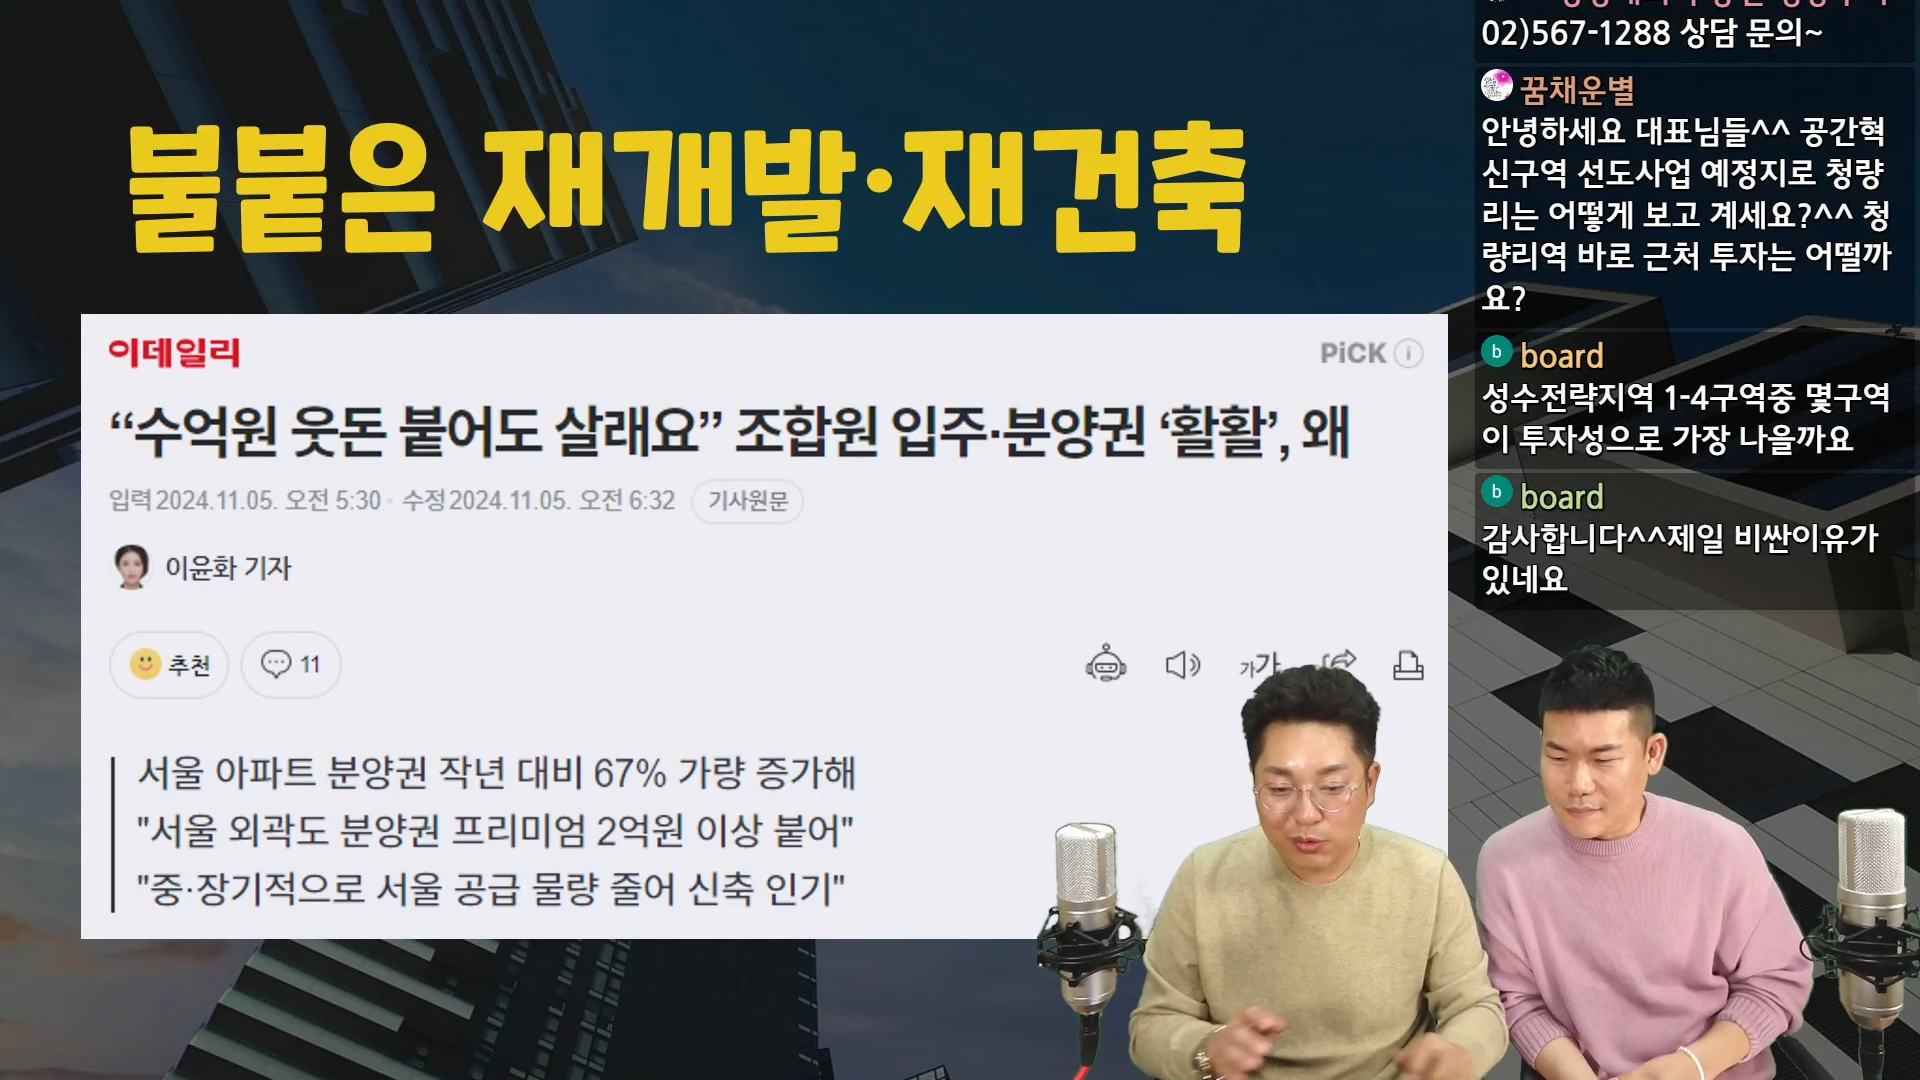 불붙은 재개발·재건축
이데일리
PiCK
“수억원 웃돈 붙어도 살래요” 조합원 입주·분양권 ‘활활’, 왜
입력 2024.11.05. 오전 5:30 · 수정 2024.11.05. 오전 6:32 기사원문
이윤화 기자
추천 11
가가
서울 아파트 분양권 작년 대비 67% 가량 증가해
"서울 외곽도 분양권 프리미엄 2억원 이상 붙어"
"중·장기적으로 서울 공급 물량 줄어 신축 인기"
02)567-1288 상담 문의~
꿈채운별
안녕하세요 대표님들^^ 공간혁
신구역 선도사업 예정지로 청량
리는 어떻게 보고 계세요?^^ 청
량리역 바로 근처 투자는 어떨까
요?
b board
성수전략지역 1-4구역중 몇구역
이 투자성으로 가장 나을까요
b board
감사합니다^^제일 비싼이유가
있네요